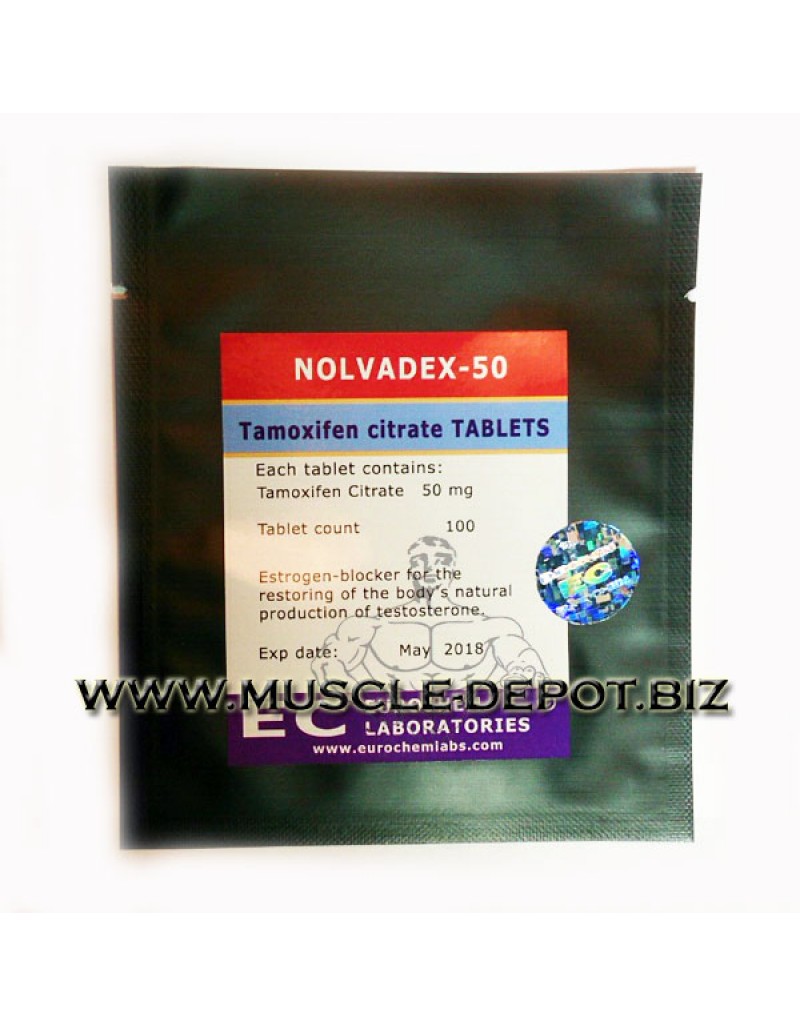 NOLVADEX-50
Tamoxifen citrate TABLETS
Each tablet contains:
Tamoxifen Citrate 50 mg
Tablet count 100
Estrogen-blocker for the
restoring of the body's natural
production of testosterone.
Exp date: May 2018
EC
WWW.MUSCLE-DEPOT.BIZ
EC
LABORATORIES
www.eurochemlabs.com